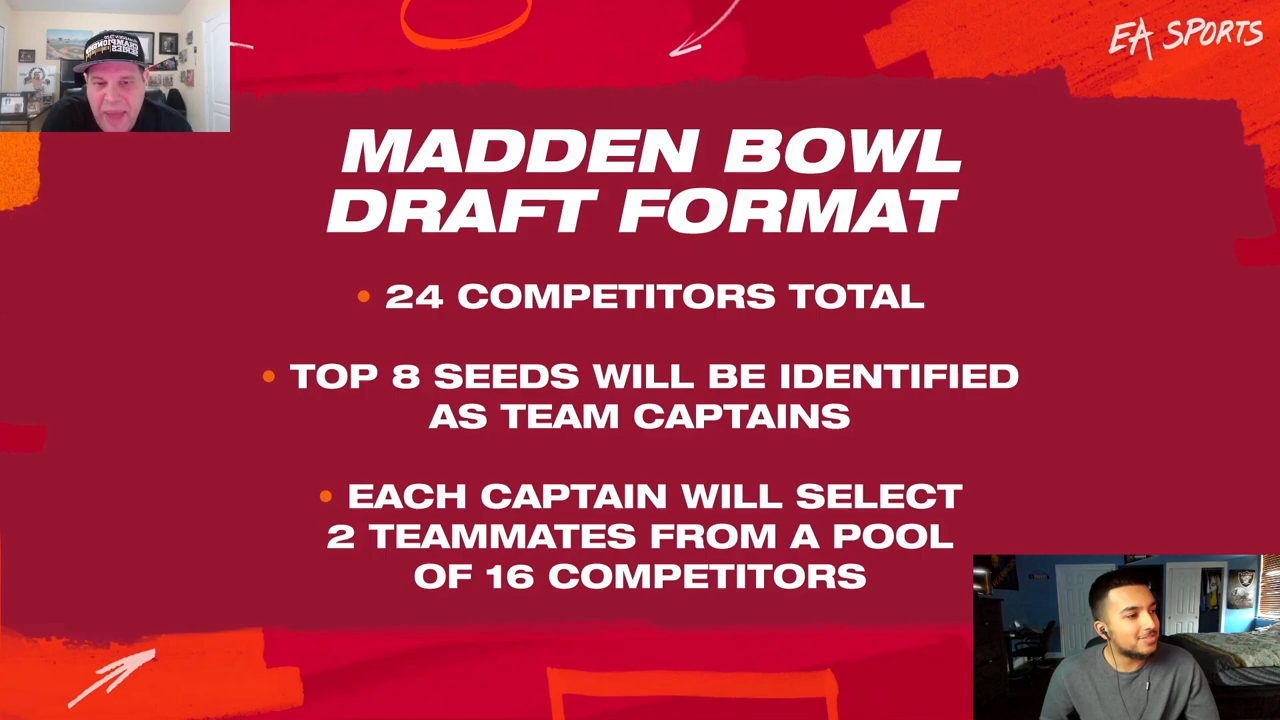 EA SPORTS
MADDEN BOWL
DRAFT FORMAT
• 24 COMPETITORS TOTAL
• TOP 8 SEEDS WILL BE IDENTIFIED
AS TEAM CAPTAINS
• EACH CAPTAIN WILL SELECT
2 TEAMMATES FROM A POOL
OF 16 COMPETITORS